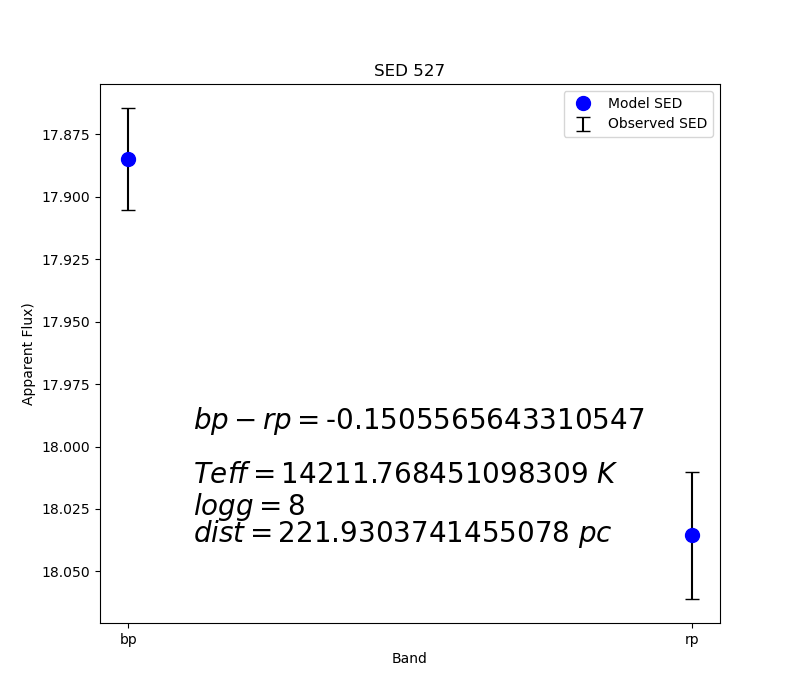 SED 527
Model SED
Observed SED
17.875
17.900
17.925
17.950
17.975
18.000
18.025
18.050
Apparent Flux)
bp − rp = -0.1505565643310547
Teff = 14211.768451098309 K
logg = 8
dist = 221.9303741455078 pc
bp
rp
Band